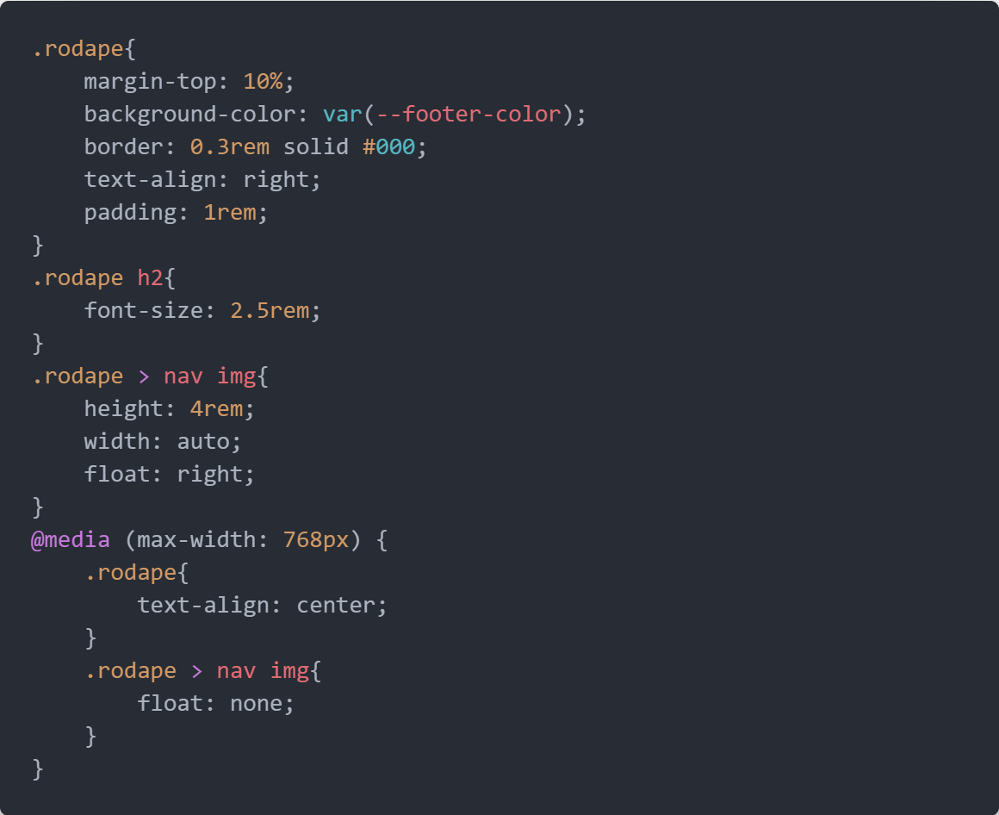 .rodape{
    margin-top: 10%;
    background-color: var(--footer-color);
    border: 0.3rem solid #000;
    text-align: right;
    padding: 1rem;
}
.rodape h2{
    font-size: 2.5rem;
}
.rodape > nav img{
    height: 4rem;
    width: auto;
    float: right;
}
@media (max-width: 768px) {
    .rodape{
        text-align: center;
    }
    .rodape > nav img{
        float: none;
    }
}